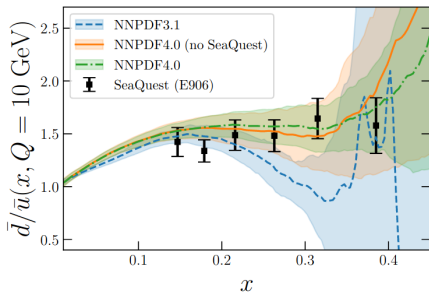 2.5
2.0
1.5
1.0
0.5
d̄/ū(x, Q = 10 GeV)
NNPDF3.1
NNPDF4.0 (no SeaQuest)
NNPDF4.0
SeaQuest (E906)
0.1
0.2
0.3
0.4
x